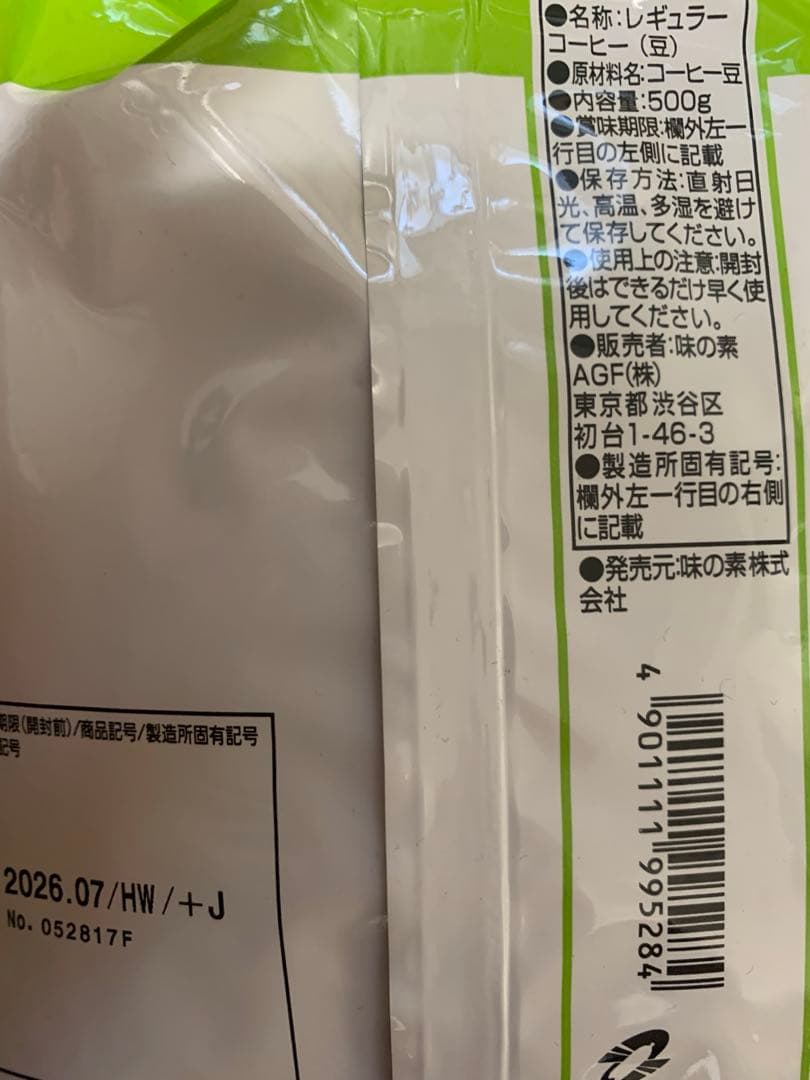 ●名称:レギュラー
コーヒー(豆)
●原材料名:コーヒー豆
●内容量:500g
●賞味期限:欄外左一
行目の左側に記載
●保存方法:直射日
光、高温、多湿を避け
て保存してください。
●使用上の注意:開封
後はできるだけ早く使
用してください。
●販売者:味の素
AGF(株)
東京都渋谷区
初台1-46-3
●製造所固有記号:
欄外左一行目の右側
に記載
●発売元:味の素株式
会社
4 901111 995284
期限(開封前)/商品記号/製造所固有記号
記号
2026.07/HW/+J
No. 052817F